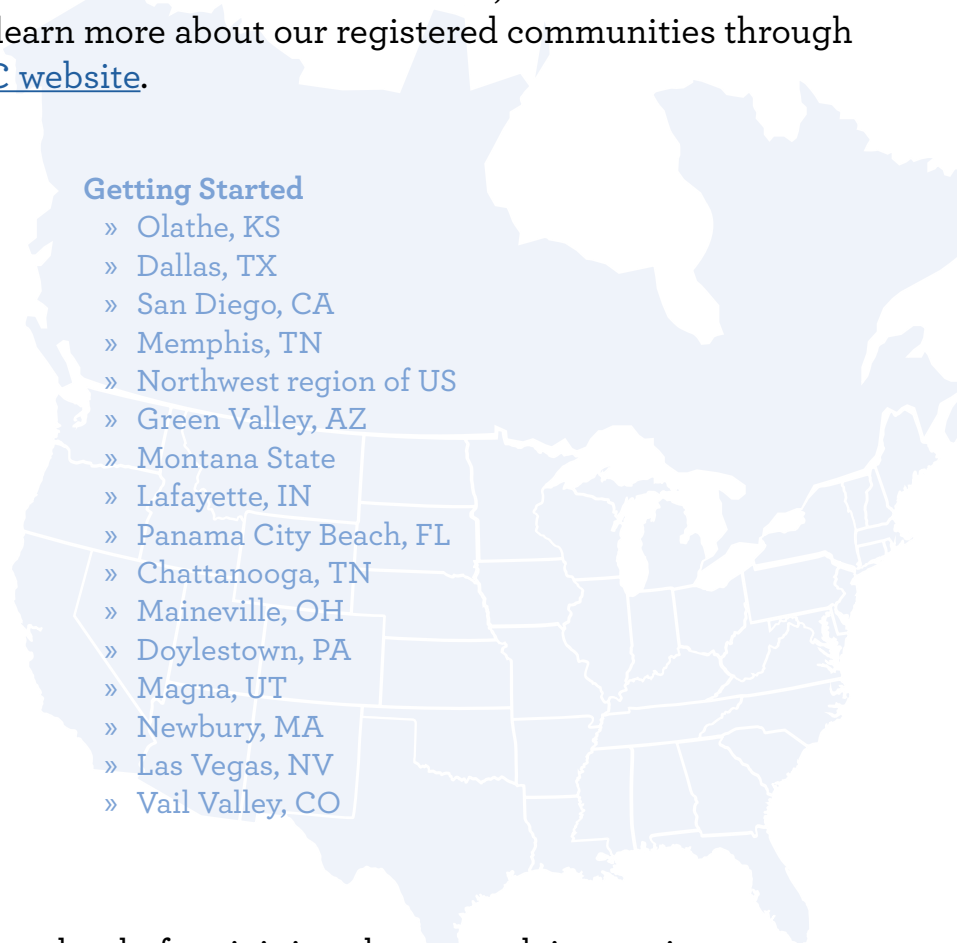 learn more about our registered communities through
C website.
Getting Started
» Olathe, KS
» Dallas, TX
» San Diego, CA
» Memphis, TN
» Northwest region of US
» Green Valley, AZ
» Montana State
» Lafayette, IN
» Panama City Beach, FL
» Chattanooga, TN
» Maineville, OH
» Doylestown, PA
» Magna, UT
» Newbury, MA
» Las Vegas, NV
» Vail Valley, CO